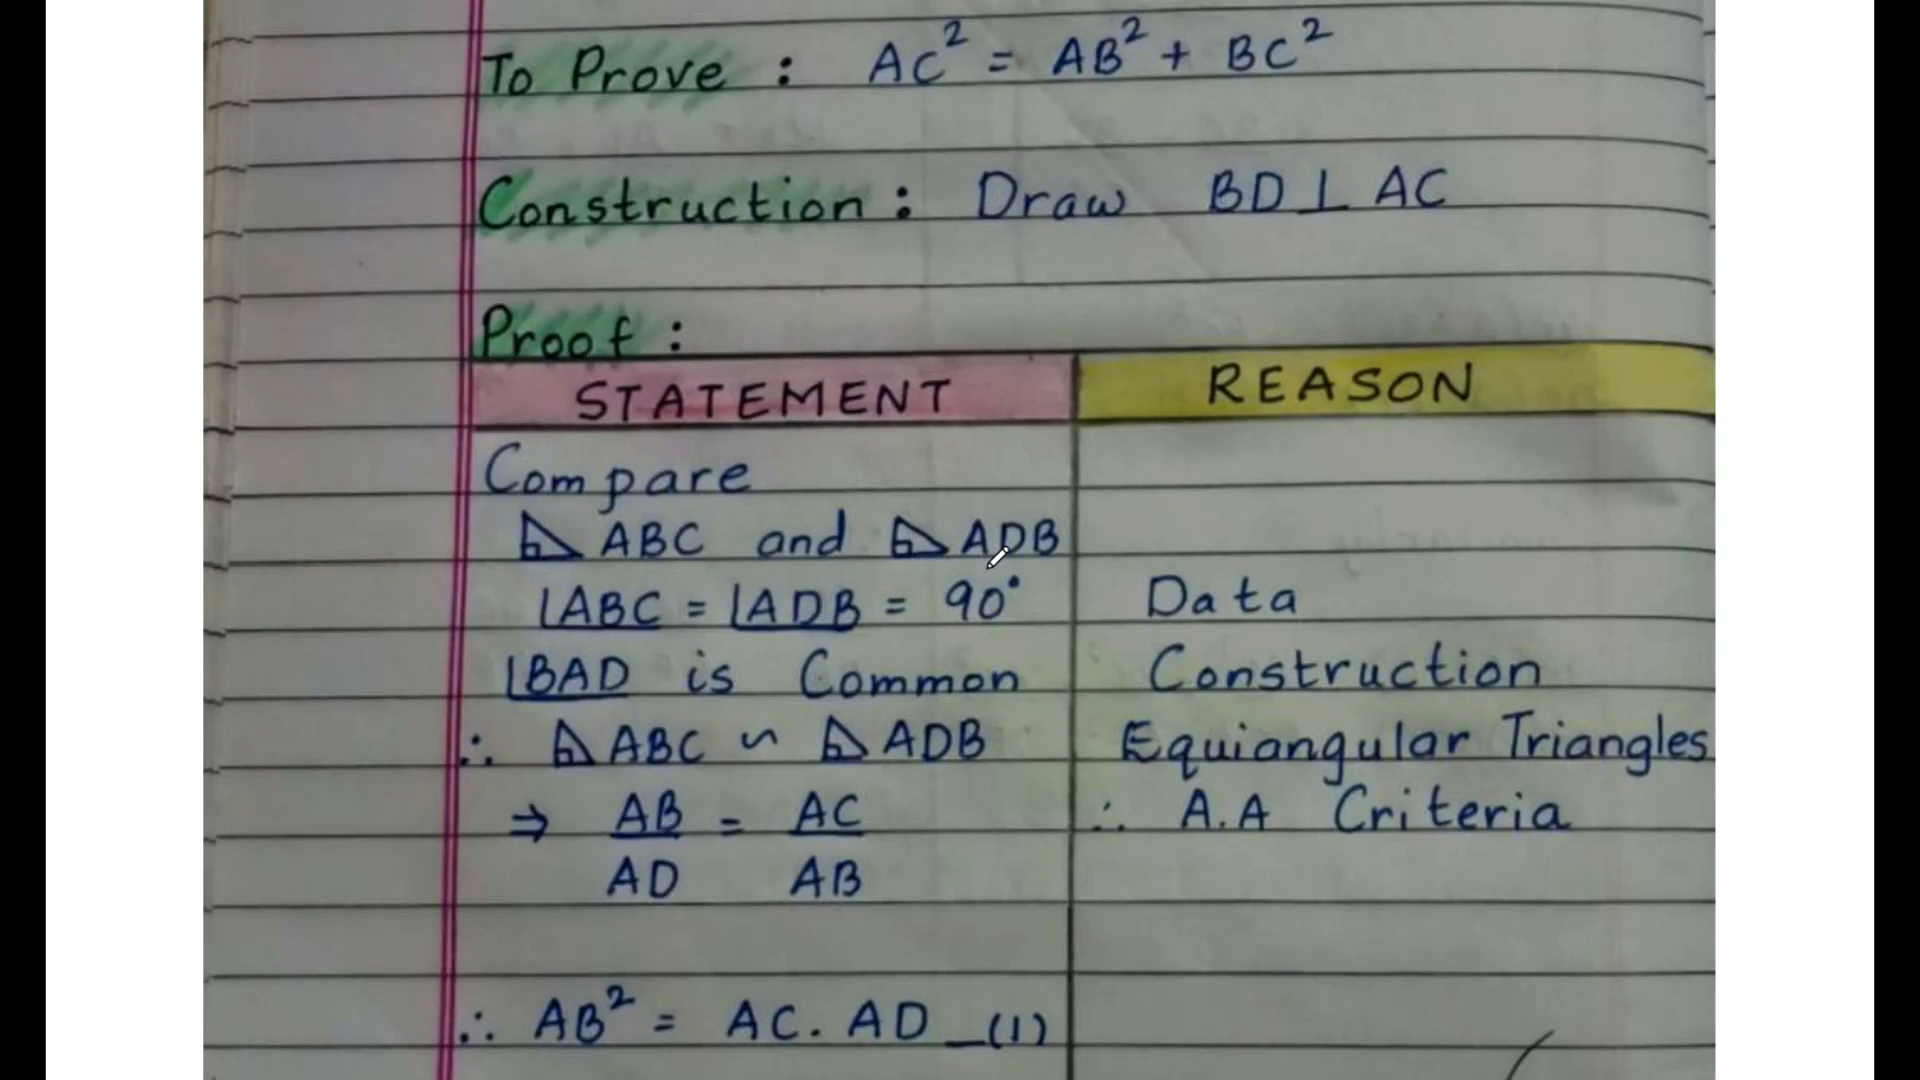 To Prove : AC² = AB² + BC²
Construction : Draw BD ⊥ AC
Proof :
STATEMENT REASON
Compare
⊿ ABC and ⊿ ADB
∠ABC = ∠ADB = 90° Data
∠BAD is Common Construction
∴ ⊿ ABC ∽ ⊿ ADB Equiangular Triangles
⇒ AB/AD = AC/AB ∴ A.A Criteria
∴ AB² = AC. AD _(1)